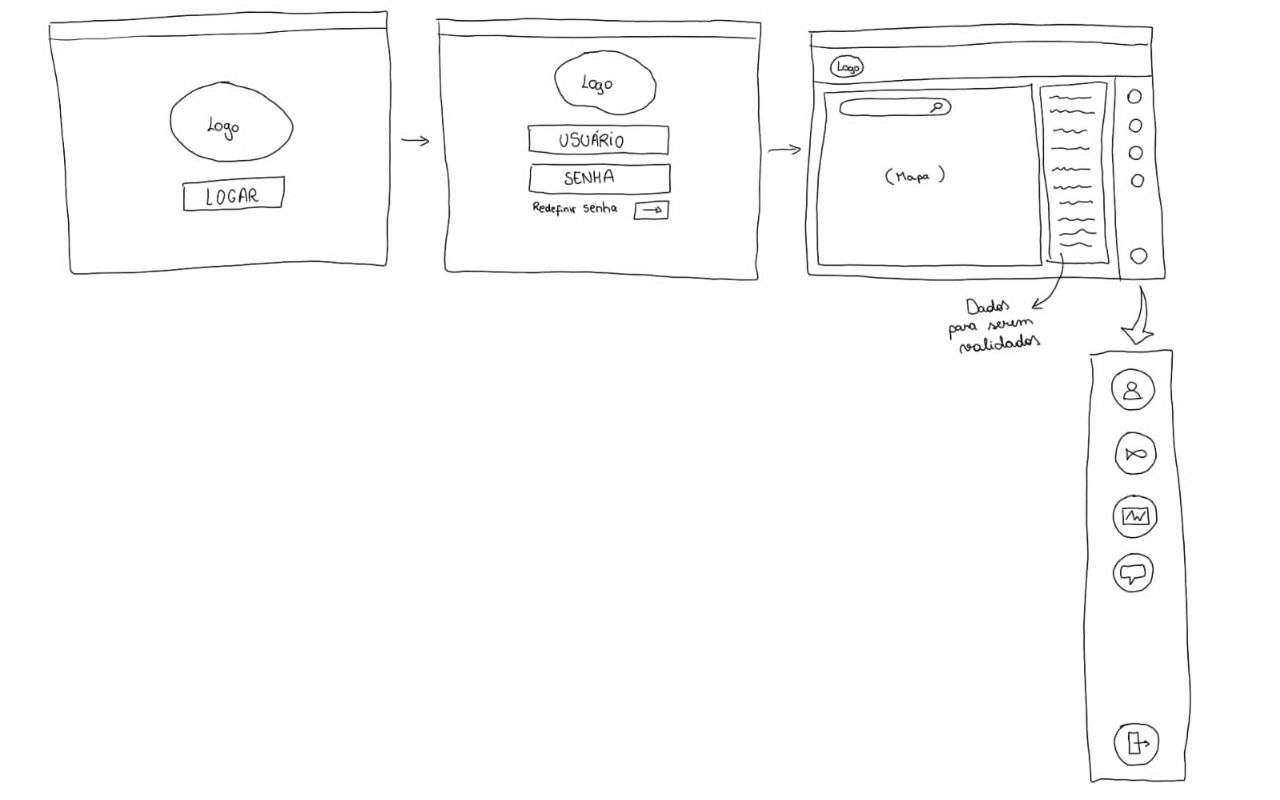 Logo
LOGAR
Logo
USUÁRIO
SENHA
Redefinir senha
Logo
(Mapa)
Dados
para serem
validados